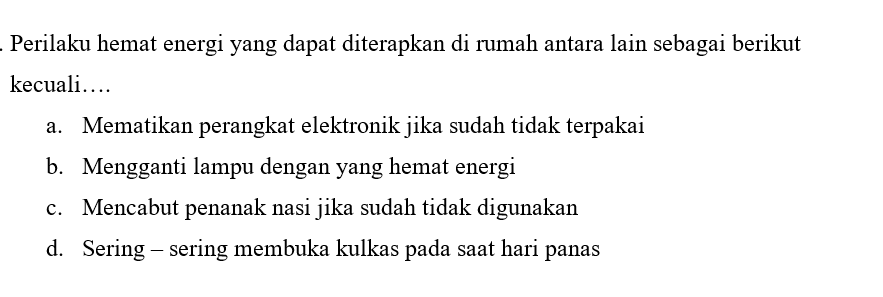 . Perilaku hemat energi yang dapat diterapkan di rumah antara lain sebagai berikut
kecuali….
a. Mematikan perangkat elektronik jika sudah tidak terpakai
b. Mengganti lampu dengan yang hemat energi
c. Mencabut penanak nasi jika sudah tidak digunakan
d. Sering – sering membuka kulkas pada saat hari panas